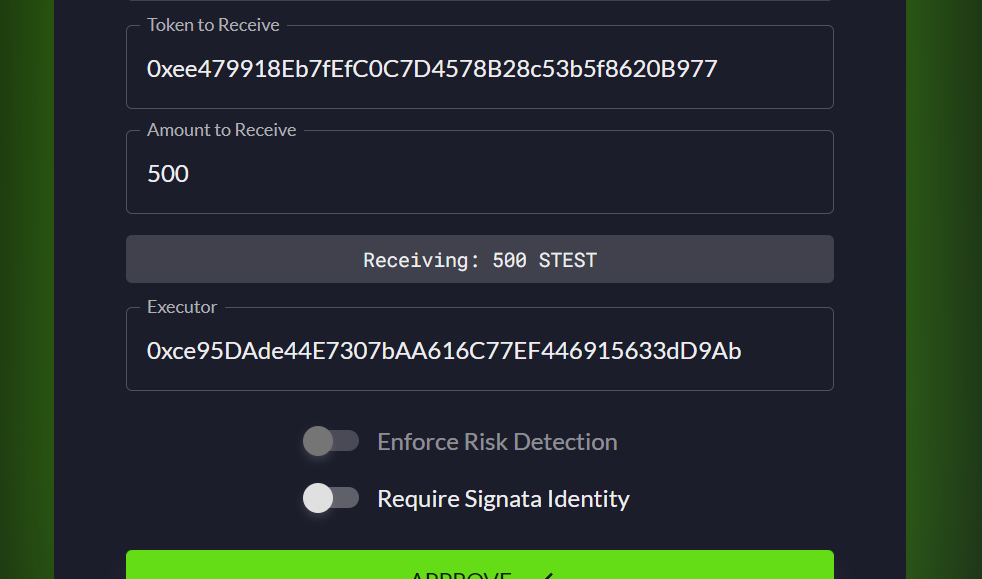 Token to Receive
0xee479918Eb7fEfC0C7D4578B28c53b5f8620B977
Amount to Receive
500
Receiving: 500 STEST
Executor
0xce95DAde44E7307bAA616C77EF446915633dD9Ab
Enforce Risk Detection
Require Signata Identity
APPROVE